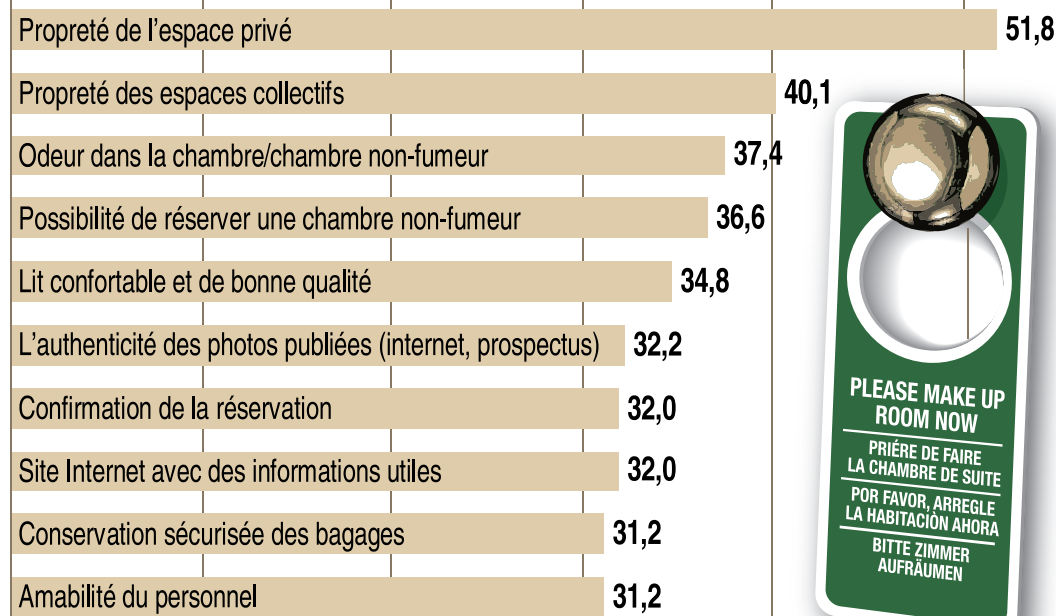 Propreté de l’espace privé 51,8
Propreté des espaces collectifs 40,1
Odeur dans la chambre/chambre non-fumeur 37,4
Possibilité de réserver une chambre non-fumeur 36,6
Lit confortable et de bonne qualité 34,8
L’authenticité des photos publiées (internet, prospectus) 32,2
Confirmation de la réservation 32,0
Site Internet avec des informations utiles 32,0
Conservation sécurisée des bagages 31,2
Amabilité du personnel 31,2
PLEASE MAKE UP
ROOM NOW
PRIÉRE DE FAIRE
LA CHAMBRE DE SUITE
POR FAVOR, ARREGLE
LA HABITACIÒN AHORA
BITTE ZIMMER
AUFRÄUMEN